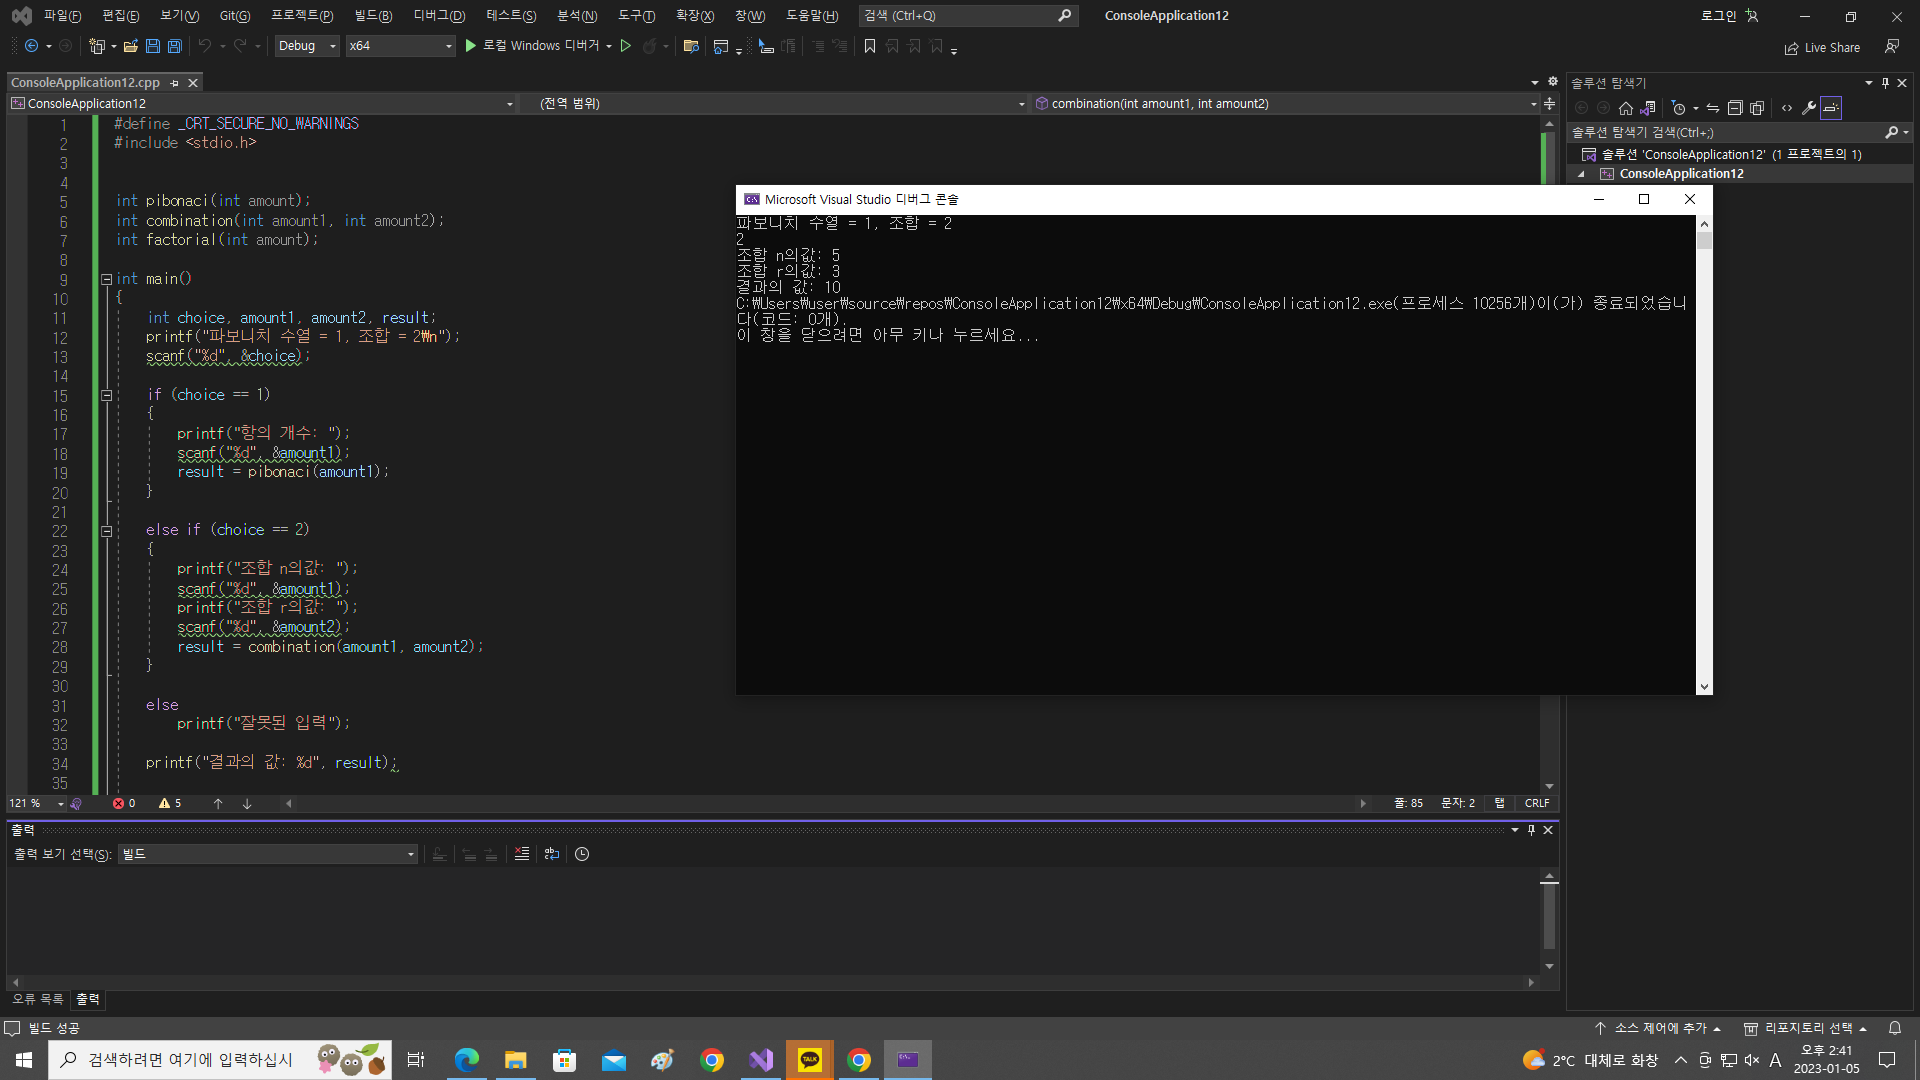 파일(F) 편집(E) 보기(V) Git(G) 프로젝트(P) 빌드(B) 디버그(D) 테스트(S) 분석(N) 도구(T) 확장(X) 창(W) 도움말(H) 검색 (Ctrl+Q) ConsoleApplication12 로그인
Debug x64 로컬 Windows 디버거 Live Share
ConsoleApplication12.cpp
ConsoleApplication12 (전역 범위) combination(int amount1, int amount2)
1 #define _CRT_SECURE_NO_WARNINGS
2 #include <stdio.h>
3
4
5 int pibonaci(int amount);
6 int combination(int amount1, int amount2);
7 int factorial(int amount);
8
9 int main()
10 {
11 int choice, amount1, amount2, result;
12 printf("파보니치 수열 = 1, 조합 = 2₩n");
13 scanf("%d", &choice);
14
15 if (choice == 1)
16 {
17 printf("항의 개수: ");
18 scanf("%d", &amount1);
19 result = pibonaci(amount1);
20 }
21
22 else if (choice == 2)
23 {
24 printf("조합 n의값: ");
25 scanf("%d", &amount1);
26 printf("조합 r의값: ");
27 scanf("%d", &amount2);
28 result = combination(amount1, amount2);
29 }
30
31 else
32 printf("잘못된 입력");
33
34 printf("결과의 값: %d", result);
35
Microsoft Visual Studio 디버그 콘솔
파보니치 수열 = 1, 조합 = 2
2
조합 n의값: 5
조합 r의값: 3
결과의 값: 10
C:₩Users₩user₩source₩repos₩ConsoleApplication12₩x64₩Debug₩ConsoleApplication12.exe(프로세스 10256개)이(가) 종료되었습니
다(코드: 0개).
이 창을 닫으려면 아무 키나 누르세요...
솔루션 탐색기
솔루션 탐색기 검색(Ctrl+;)
솔루션 'ConsoleApplication12' (1 프로젝트의 1)
ConsoleApplication12
121 % 0 5 줄: 85 문자: 2 탭 CRLF
출력
출력 보기 선택(S): 빌드
오류 목록 출력
빌드 성공 소스 제어에 추가 리포지토리 선택
검색하려면 여기에 입력하십시 TALK 2°C 대체로 화창 A 오후 2:41
2023-01-05